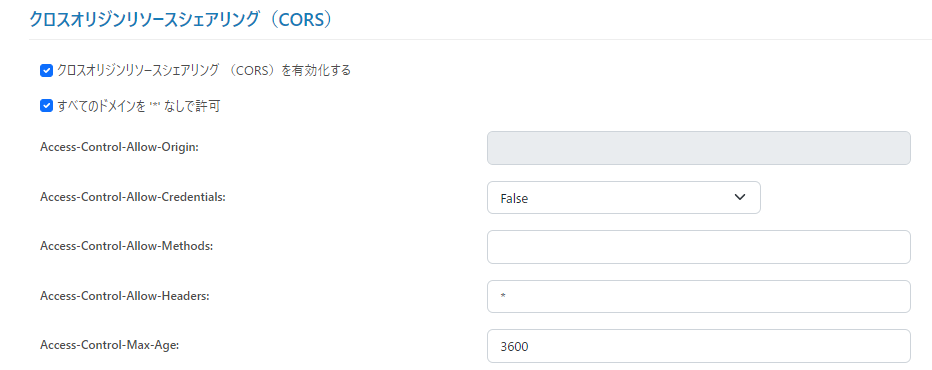 クロスオリジンリソースシェアリング（CORS）
クロスオリジンリソースシェアリング （CORS）を有効化する
すべてのドメインを '*' なしで許可
Access-Control-Allow-Origin:
Access-Control-Allow-Credentials:
False
Access-Control-Allow-Methods:
Access-Control-Allow-Headers:
*
Access-Control-Max-Age:
3600